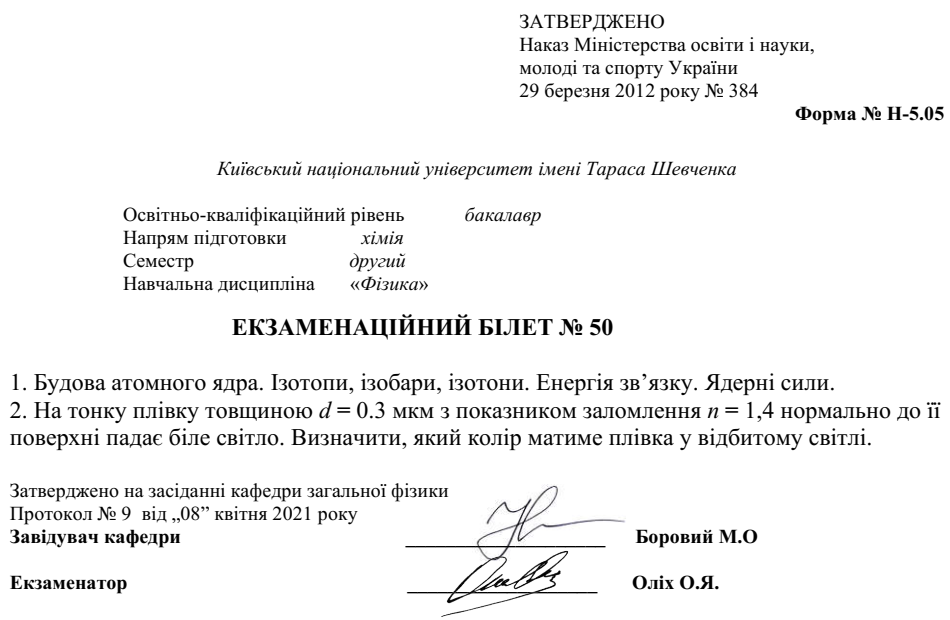 ЗАТВЕРДЖЕНО
Наказ Міністерства освіти і науки,
молоді та спорту України
29 березня 2012 року № 384
Форма № Н-5.05
Київський національний університет імені Тараса Шевченка
Освітньо-кваліфікаційний рівень бакалавр
Напрям підготовки хімія
Семестр другий
Навчальна дисципліна «Фізика»
ЕКЗАМЕНАЦІЙНИЙ БІЛЕТ № 50
1. Будова атомного ядра. Ізотопи, ізобари, ізотони. Енергія зв’язку. Ядерні сили.
2. На тонку плівку товщиною d = 0.3 мкм з показником заломлення n = 1,4 нормально до її
поверхні падає біле світло. Визначити, який колір матиме плівка у відбитому світлі.
Затверджено на засіданні кафедри загальної фізики
Протокол № 9 від „08” квітня 2021 року
Завідувач кафедри Боровий М.О
Екзаменатор Оліх О.Я.